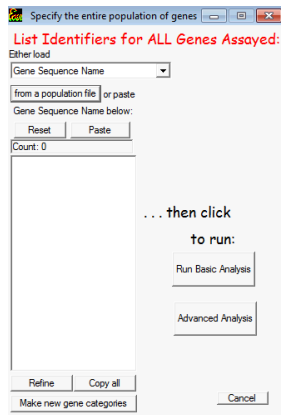 Specify the entire population of genes
List Identifiers for ALL Genes Assayed:
Either load
Gene Sequence Name
from a population file or paste
Gene Sequence Name below:
Reset Paste
Count: 0
. . . then click
to run:
Run Basic Analysis
Advanced Analysis
Refine Copy all
Make new gene categories Cancel